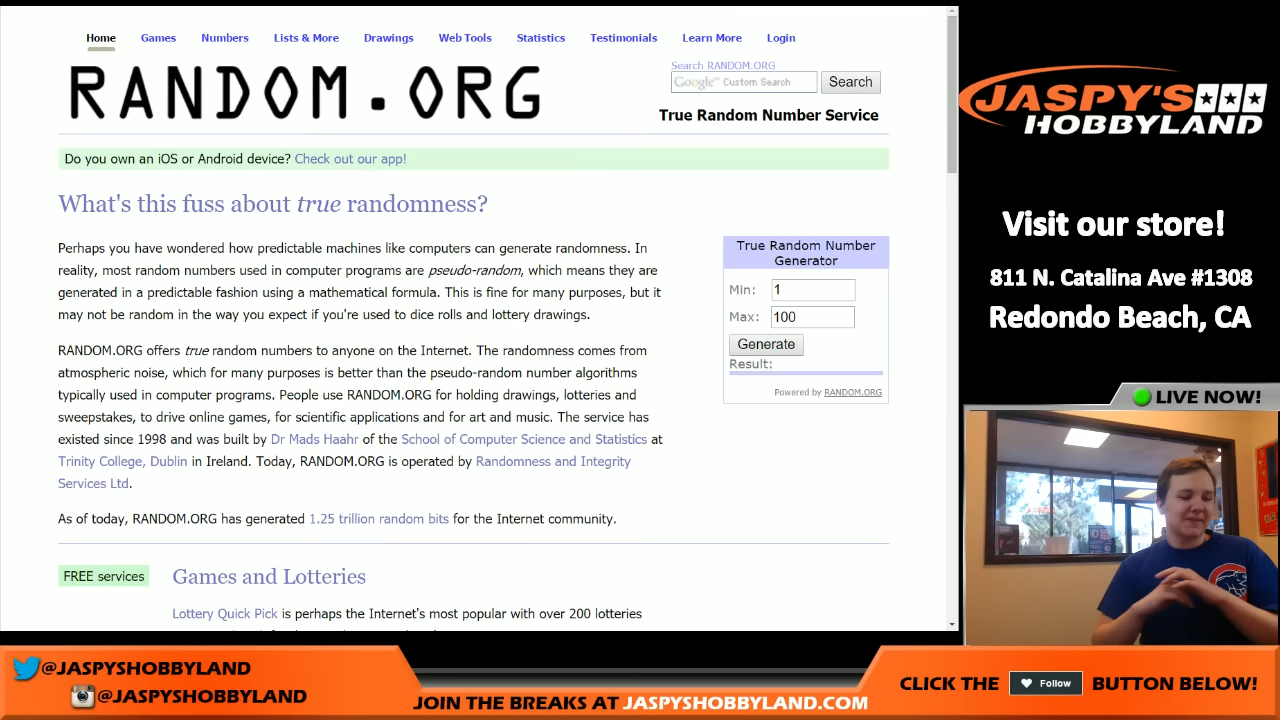 Home Games Numbers Lists & More Drawings Web Tools Statistics Testimonials Learn More Login
RANDOM.ORG
Search RANDOM.ORG
Google™ Custom Search Search
True Random Number Service
Do you own an iOS or Android device? Check out our app!
What's this fuss about true randomness?
Perhaps you have wondered how predictable machines like computers can generate randomness. In
reality, most random numbers used in computer programs are pseudo-random, which means they are
generated in a predictable fashion using a mathematical formula. This is fine for many purposes, but it
may not be random in the way you expect if you're used to dice rolls and lottery drawings.
RANDOM.ORG offers true random numbers to anyone on the Internet. The randomness comes from
atmospheric noise, which for many purposes is better than the pseudo-random number algorithms
typically used in computer programs. People use RANDOM.ORG for holding drawings, lotteries and
sweepstakes, to drive online games, for scientific applications and for art and music. The service has
existed since 1998 and was built by Dr Mads Haahr of the School of Computer Science and Statistics at
Trinity College, Dublin in Ireland. Today, RANDOM.ORG is operated by Randomness and Integrity
Services Ltd.
As of today, RANDOM.ORG has generated 1.25 trillion random bits for the Internet community.
True Random Number
Generator
Min: 1
Max: 100
Generate
Result:
Powered by RANDOM.ORG
FREE services
Games and Lotteries
Lottery Quick Pick is perhaps the Internet's most popular with over 200 lotteries
JASPY'S
HOBBYLAND
Visit our store!
811 N. Catalina Ave #1308
Redondo Beach, CA
LIVE NOW!
@JASPYSHOBBYLAND
@JASPYSHOBBYLAND
JOIN THE BREAKS AT JASPYSHOBBYLAND.COM
CLICK THE Follow BUTTON BELOW!